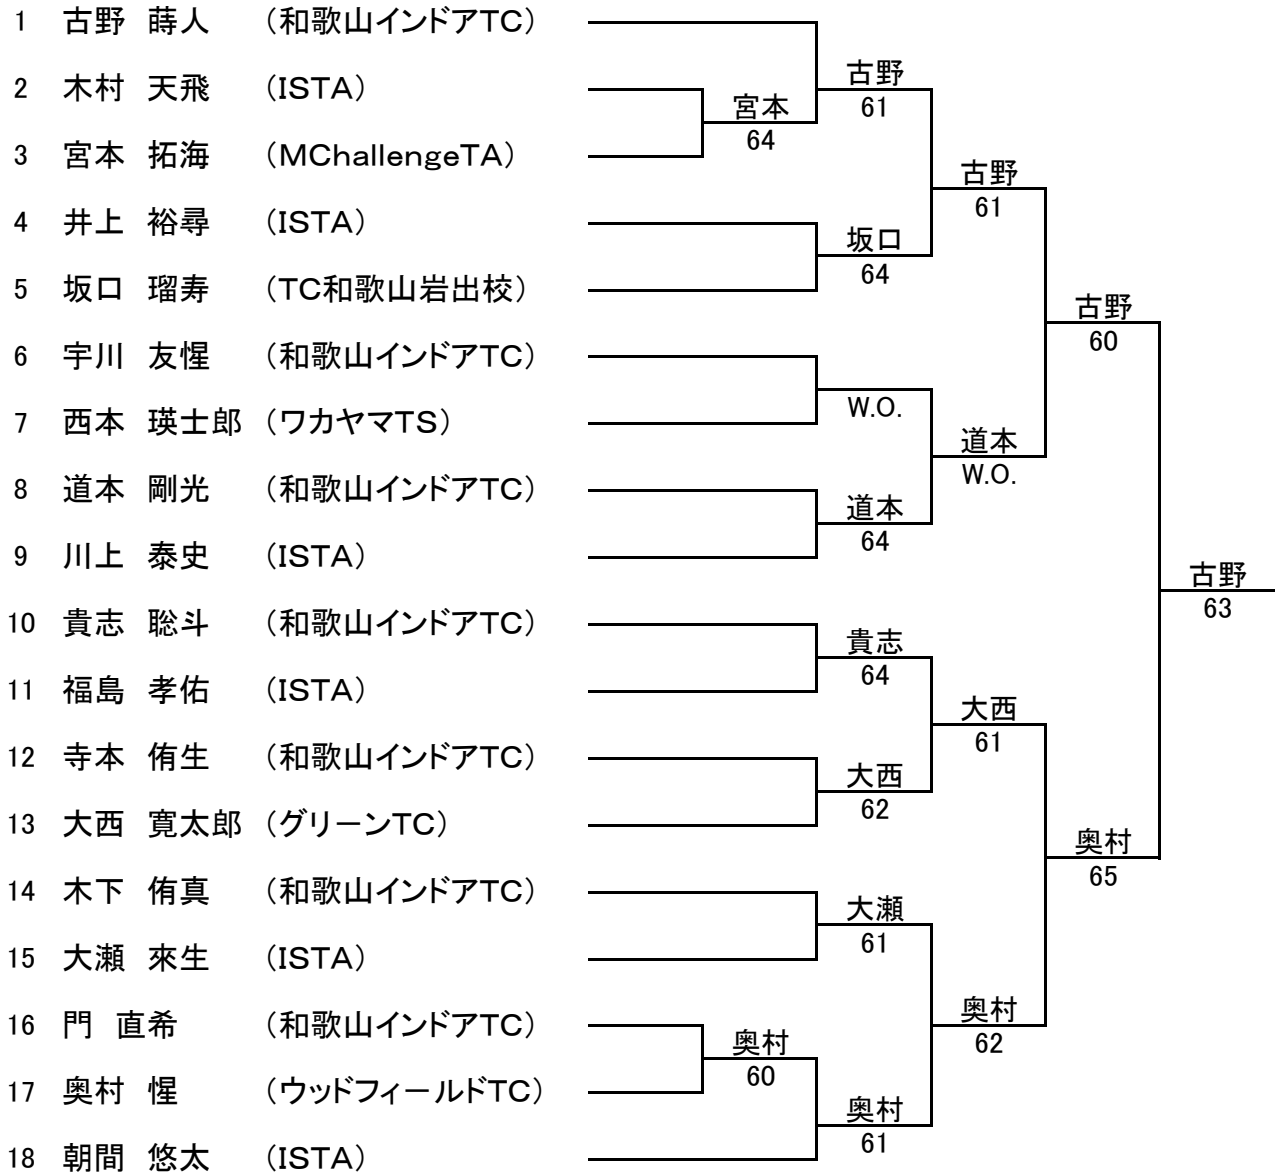 1 古野 蒔人 （和歌山インドアTC）
2 木村 天飛 （ISTA）
3 宮本 拓海 （MChallengeTA）
4 井上 裕尋 （ISTA）
5 坂口 瑠寿 （TC和歌山岩出校）
6 宇川 友惺 （和歌山インドアTC）
7 西本 瑛士郎 （ワカヤマTS）
8 道本 剛光 （和歌山インドアTC）
9 川上 泰史 （ISTA）
10 貴志 聡斗 （和歌山インドアTC）
11 福島 孝佑 （ISTA）
12 寺本 侑生 （和歌山インドアTC）
13 大西 寛太郎 （グリーンTC）
14 木下 侑真 （和歌山インドアTC）
15 大瀬 來生 （ISTA）
16 門 直希 （和歌山インドアTC）
17 奥村 惺 （ウッドフィールドTC）
18 朝間 悠太 （ISTA）
宮本
64
奥村
60
古野
61
坂口
64
W.O.
道本
64
貴志
64
大西
62
大瀬
61
奥村
61
古野
61
道本
W.O.
大西
61
奥村
62
古野
60
奥村
65
古野
63